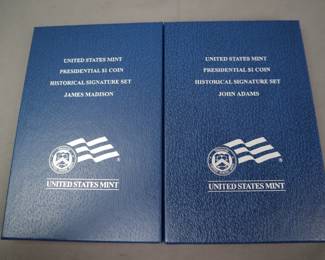 UNITED STATES MINT
PRESIDENTIAL $1 COIN
HISTORICAL SIGNATURE SET
JAMES MADISON
UNITED STATES MINT
UNITED STATES MINT
PRESIDENTIAL $1 COIN
HISTORICAL SIGNATURE SET
JOHN ADAMS
UNITED STATES MINT